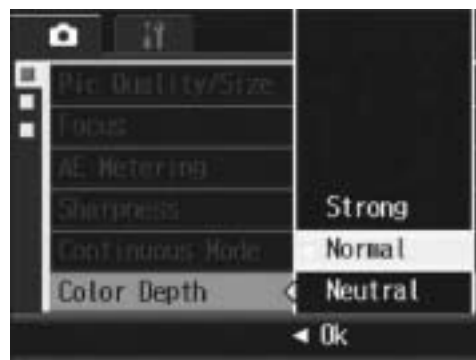 Pic Quality/Size
Focus
AE Metering
Sharpness
Continuous Mode
Color Depth
Strong
Normal
Neutral
Ok